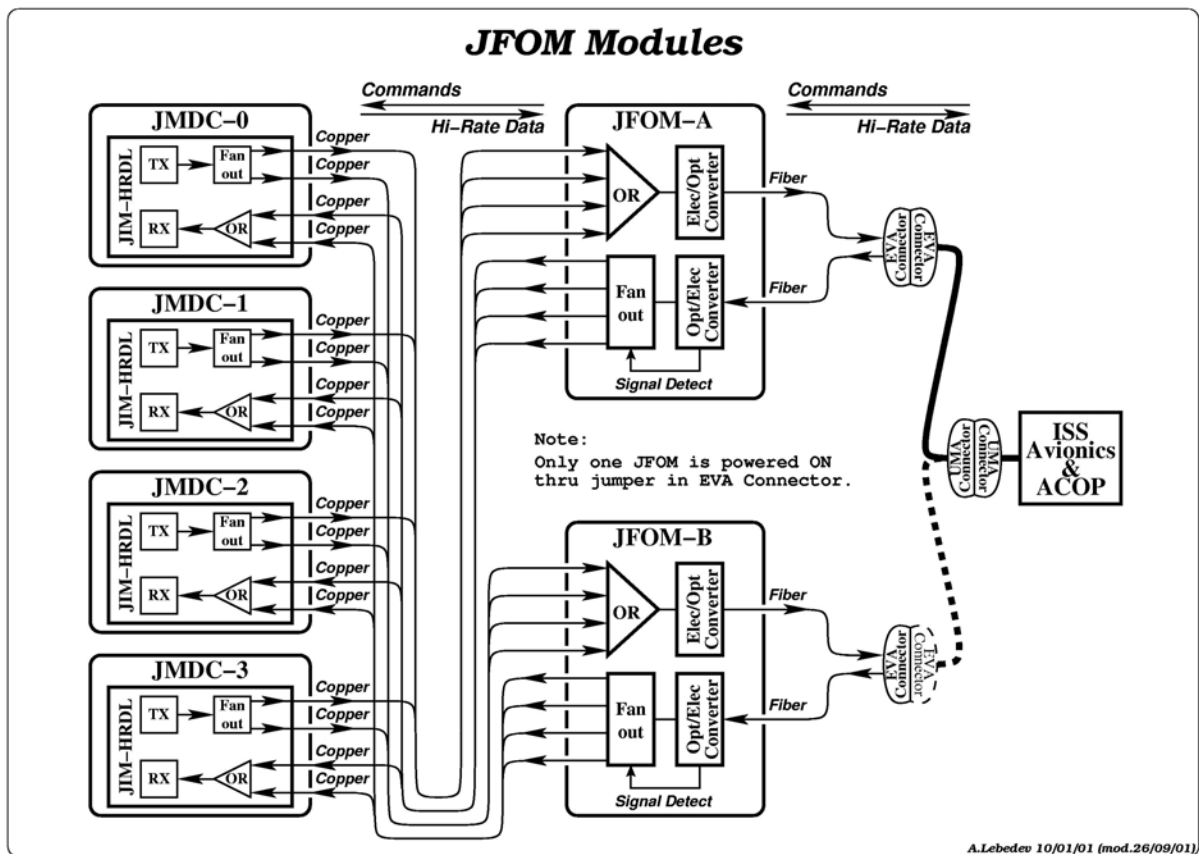 JFOM Modules
Commands
Hi-Rate Data
Commands
Hi-Rate Data
JMDC-0
JIM-HRDL
TX
Fan
out
RX
OR
Copper
Copper
Copper
Copper
JMDC-1
JIM-HRDL
TX
Fan
out
RX
OR
Copper
Copper
Copper
Copper
JMDC-2
JIM-HRDL
TX
Fan
out
RX
OR
Copper
Copper
Copper
Copper
JMDC-3
JIM-HRDL
TX
Fan
out
RX
OR
Copper
Copper
Copper
Copper
JFOM-A
OR
Elec/Opt
Converter
Fiber
Fan
out
Opt/Elec
Converter
Fiber
Signal Detect
EVA
Connector
EVA
Connector
Note:
Only one JFOM is powered ON
thru jumper in EVA Connector.
UMA
Connector
UMA
Connector
ISS
Avionics
&
ACOP
JFOM-B
OR
Elec/Opt
Converter
Fiber
Fan
out
Opt/Elec
Converter
Fiber
Signal Detect
EVA
Connector
EVA
Connector
A.Lebedev 10/01/01 (mod.26/09/01)